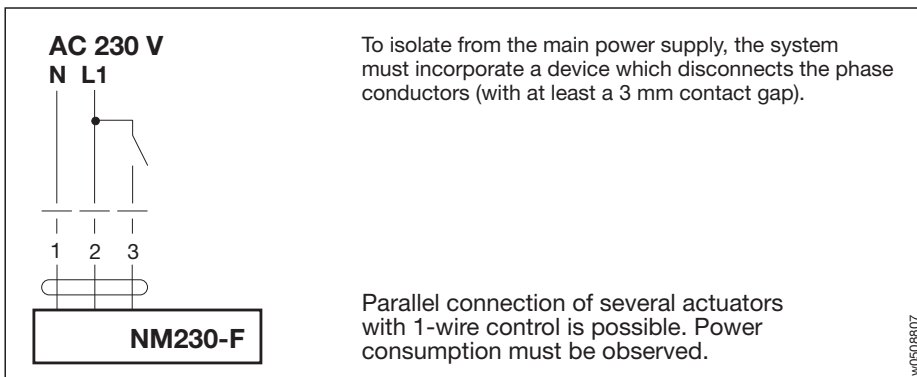 AC 230 V
N L1
To isolate from the main power supply, the system
must incorporate a device which disconnects the phase
conductors (with at least a 3 mm contact gap).
1 2 3
NM230-F
Parallel connection of several actuators
with 1-wire control is possible. Power
consumption must be observed.
w0508807